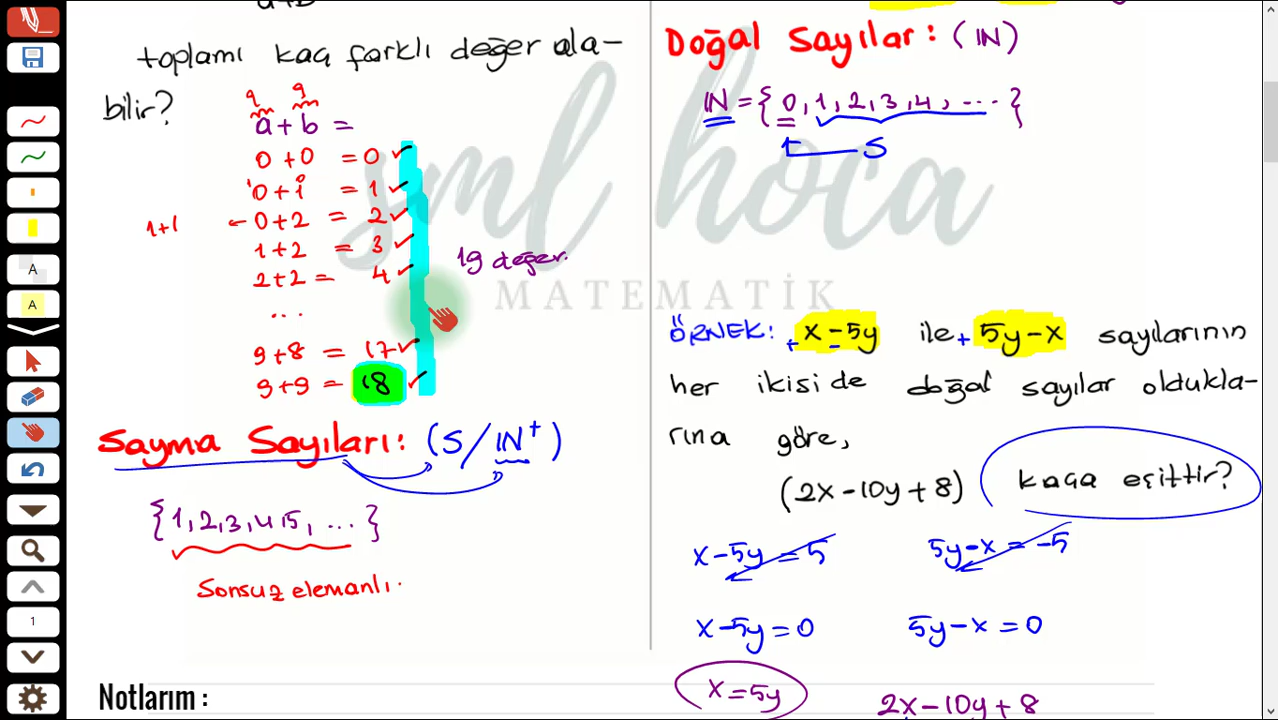 toplamı kaç farklı değer ala-
bilir?
9 9
a + b =
0 + 0 = 0 ✓
0 + 1 = 1 ✓
1+1 ← 0 + 2 = 2 ✓
1 + 2 = 3 ✓
2 + 2 = 4 ✓
19 değer.
...
9 + 8 = 17 ✓
9 + 9 = 18 ✓
Sayma Sayıları: (S / IN⁺)
{1, 2, 3, 4, 5, ... }
Sonsuz elemanlı.
Notlarım :
Doğal Sayılar: (IN)
IN = { 0, 1, 2, 3, 4, ... }
S
ÖRNEK: x - 5y ile 5y - x sayılarının
+ - +
her ikisi de doğal sayılar oldukla-
rına göre,
(2x - 10y + 8) kaça eşittir?
x - 5y = 5 5y - x = -5
x - 5y = 0 5y - x = 0
x = 5y 2x - 10y + 8
sml hoca
MATEMATİK
A
A
1